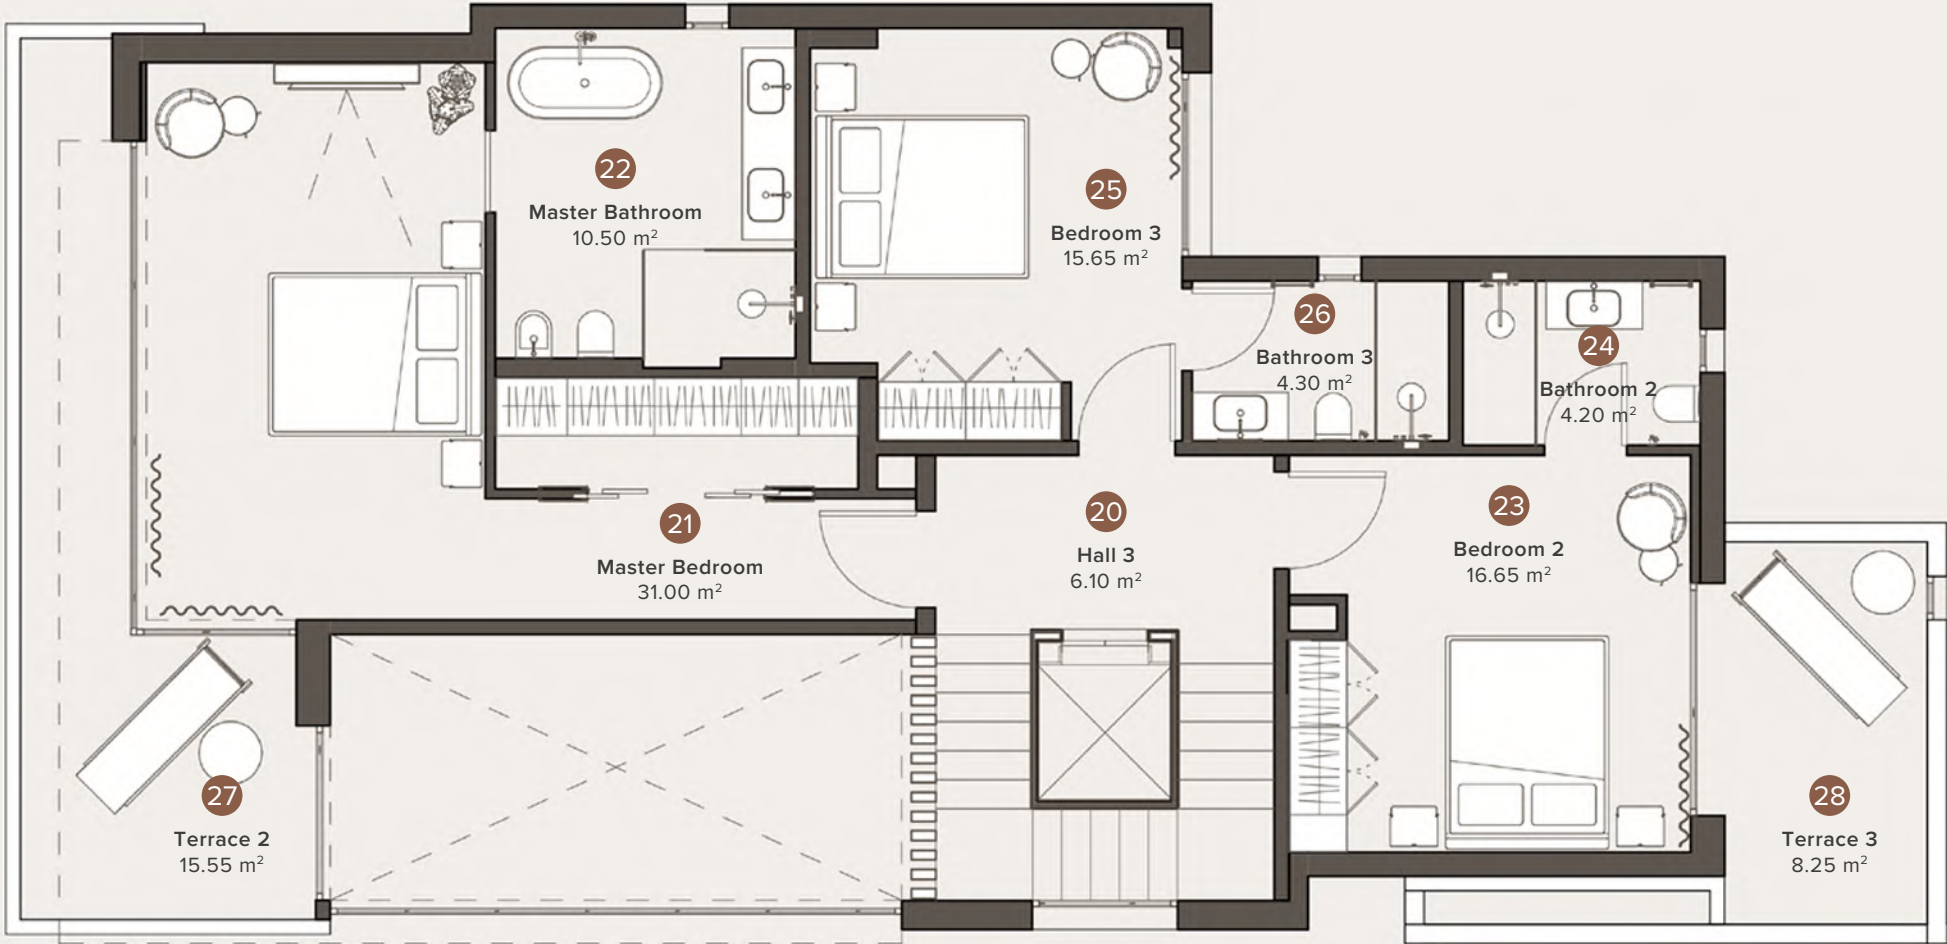 22
Master Bathroom
10.50 m²
25
Bedroom 3
15.65 m²
26
Bathroom 3
4.30 m²
24
Bathroom 2
4.20 m²
21
Master Bedroom
31.00 m²
20
Hall 3
6.10 m²
23
Bedroom 2
16.65 m²
27
Terrace 2
15.55 m²
28
Terrace 3
8.25 m²